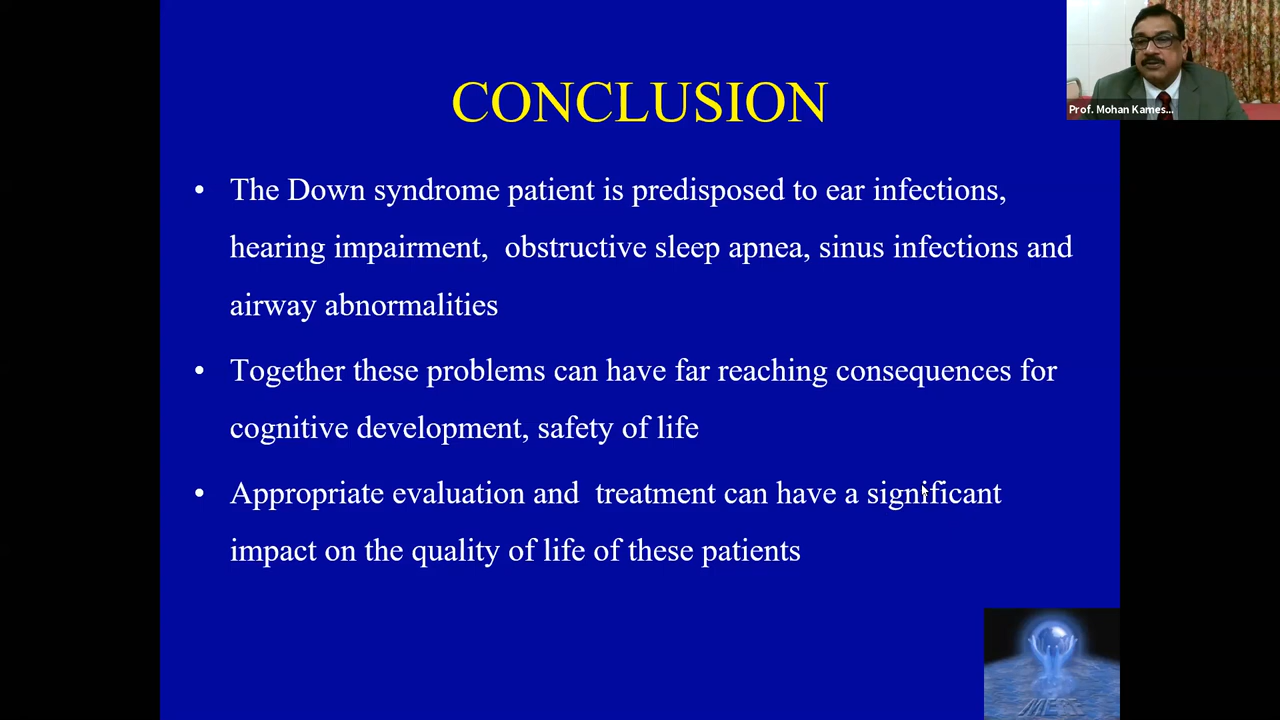 CONCLUSION
Prof. Mohan Kames...
• The Down syndrome patient is predisposed to ear infections,
hearing impairment, obstructive sleep apnea, sinus infections and
airway abnormalities
• Together these problems can have far reaching consequences for
cognitive development, safety of life
• Appropriate evaluation and treatment can have a significant
impact on the quality of life of these patients